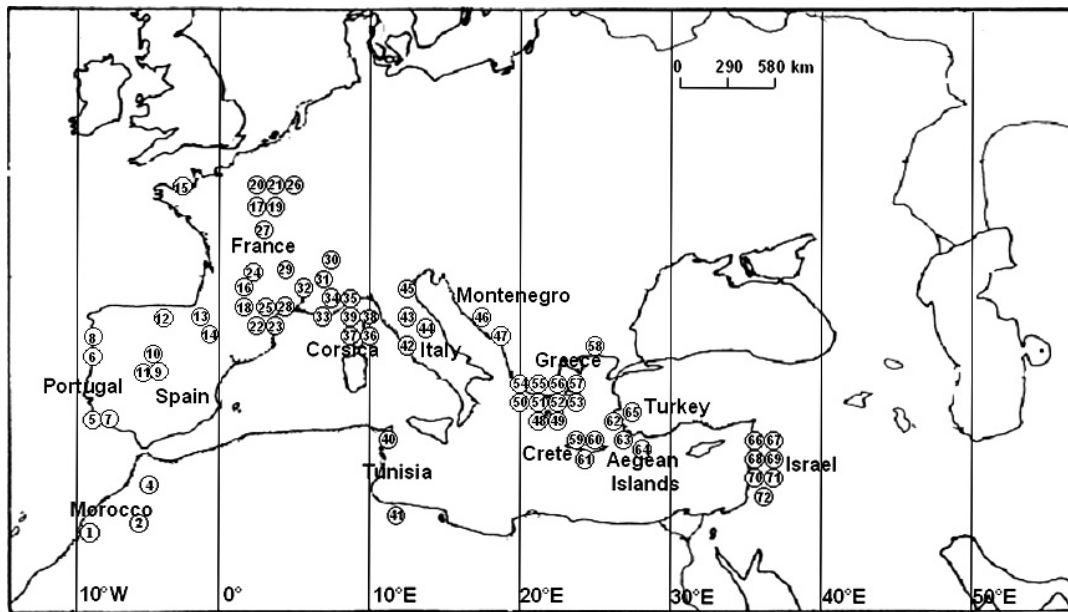 0 290 580 km
15 20 21 26
17 19
27
France
30
24 29 31
16 32
18 25 28 34 35
22 23 33 39 38
37 36
Corsica
45
43 44
42 Italy
Montenegro
46
47
12 13
14
8
6
10
11 9
Portugal
Spain
5 7
58
Greece
54 55 56 57
50 51 52 53
48 49
65 Turkey
62
59 60 63
61 64
Crete
Aegean
Islands
66 67
68 69 Israel
70 71
72
40
Tunisia
41
4
Morocco
1 2
10°W 0° 10°E 20°E 30°E 40°E 50°E